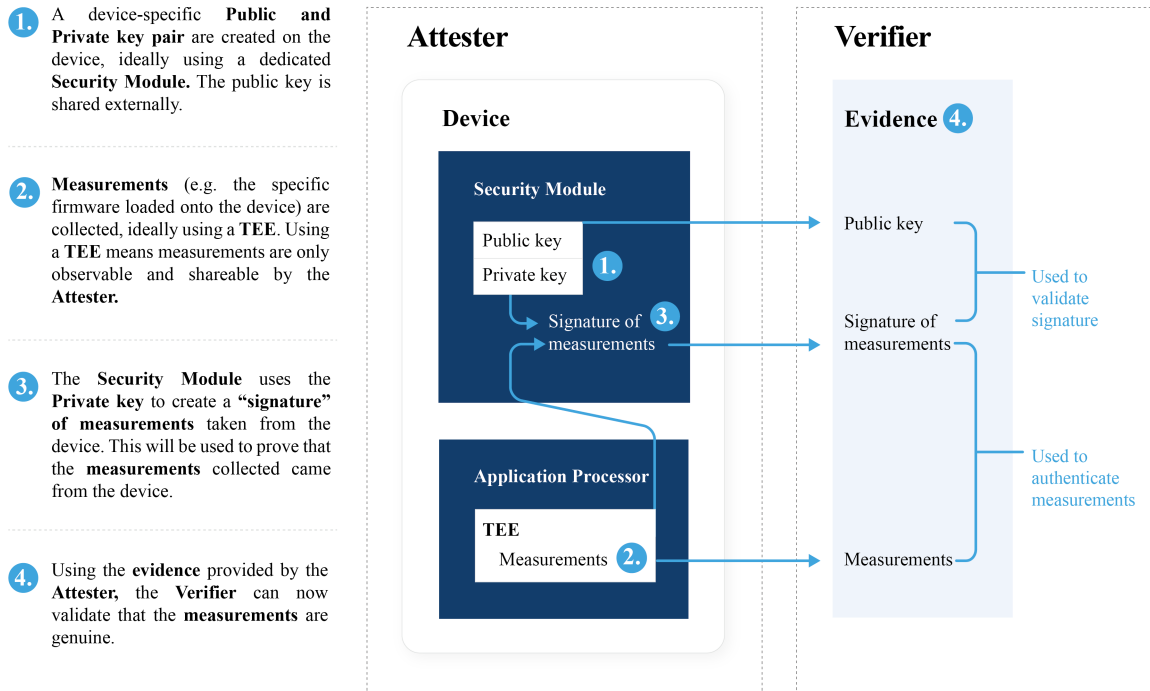 1.
A device-specific Public and
Private key pair are created on the
device, ideally using a dedicated
Security Module. The public key is
shared externally.
2.
Measurements (e.g. the specific
firmware loaded onto the device) are
collected, ideally using a TEE. Using
a TEE means measurements are only
observable and shareable by the
Attester.
3.
The Security Module uses the
Private key to create a “signature”
of measurements taken from the
device. This will be used to prove that
the measurements collected came
from the device.
4.
Using the evidence provided by the
Attester, the Verifier can now
validate that the measurements are
genuine.
Attester
Device
Security Module
Public key
Private key
1.
Signature of
measurements
3.
Application Processor
TEE
Measurements
2.
Verifier
Evidence 4.
Public key
Signature of
measurements
Measurements
Used to
validate
signature
Used to
authenticate
measurements